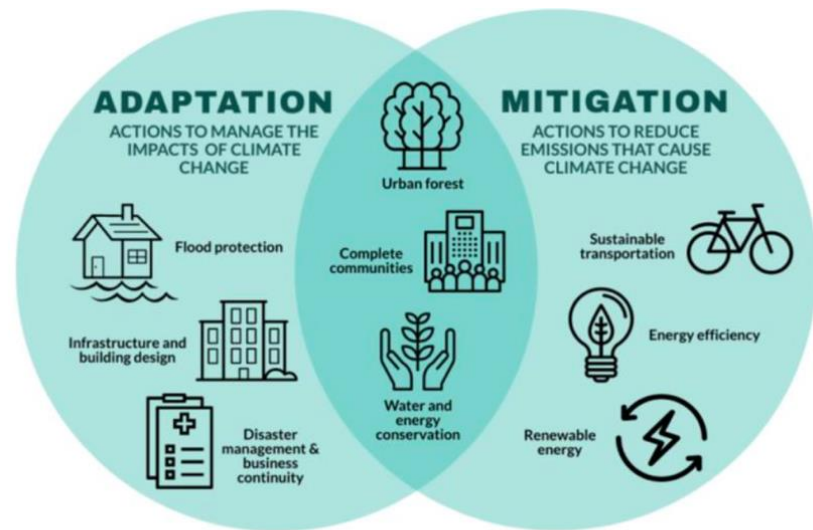 ADAPTATION
ACTIONS TO MANAGE THE
IMPACTS OF CLIMATE
CHANGE
Flood protection
Infrastructure and
building design
Disaster
management &
business
continuity
Urban forest
Complete
communities
Water and
energy
conservation
MITIGATION
ACTIONS TO REDUCE
EMISSIONS THAT CAUSE
CLIMATE CHANGE
Sustainable
transportation
Energy efficiency
Renewable
energy